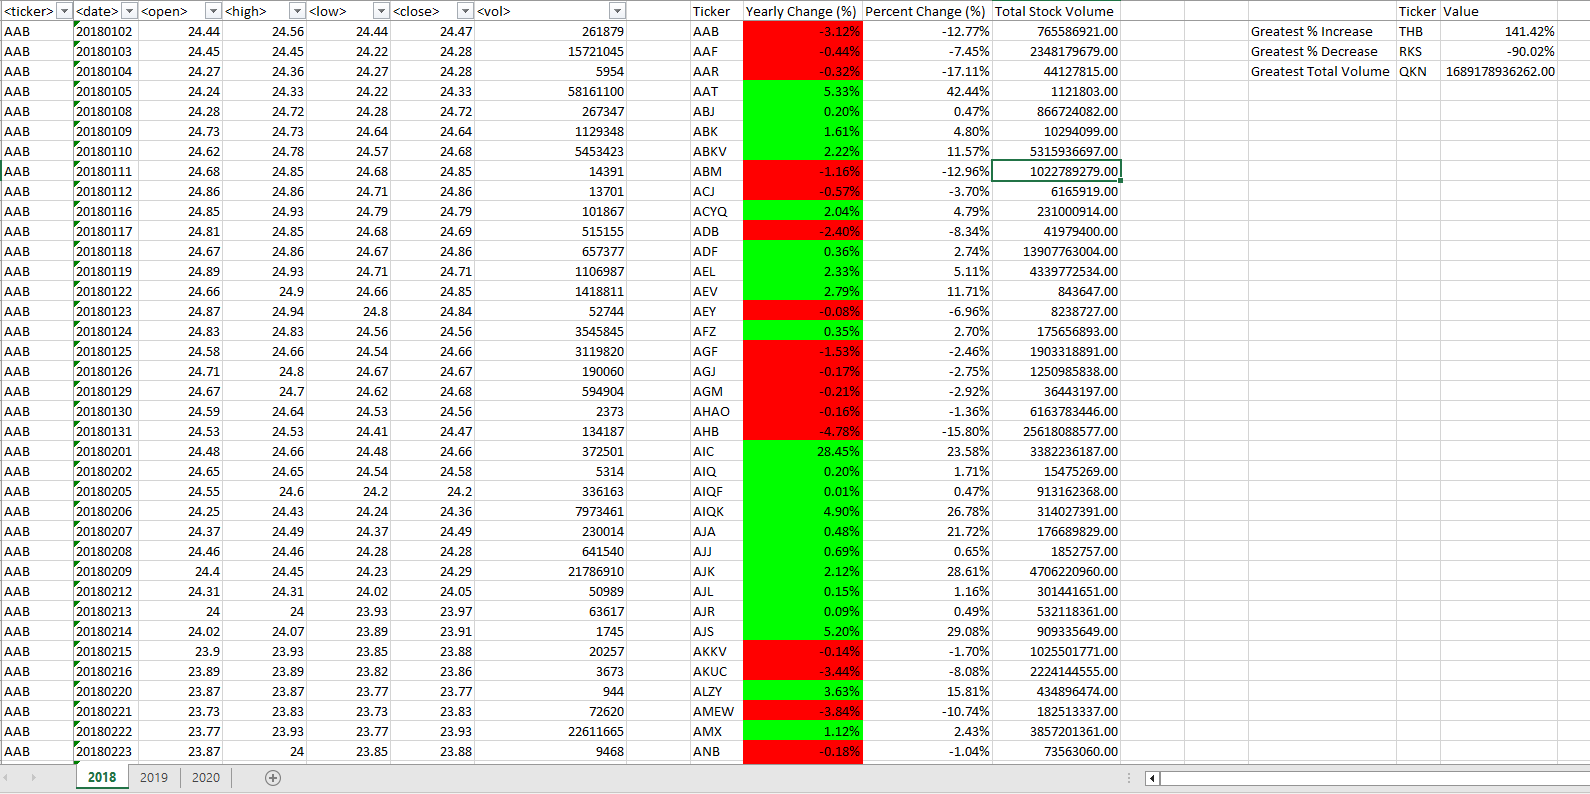 <ticker> <date> <open> <high> <low> <close> <vol> Ticker Yearly Change (%) Percent Change (%) Total Stock Volume Ticker Value
AAB 20180102 24.44 24.56 24.44 24.47 261879 AAB -3.12% -12.77% 765586921.00 Greatest % Increase THB 141.42%
AAB 20180103 24.45 24.45 24.22 24.28 15721045 AAF -0.44% -7.45% 2348179679.00 Greatest % Decrease RKS -90.02%
AAB 20180104 24.27 24.36 24.27 24.28 5954 AAR -0.32% -17.11% 44127815.00 Greatest Total Volume QKN 1689178936262.00
AAB 20180105 24.24 24.33 24.22 24.33 58161100 AAT 5.33% 42.44% 1121803.00
AAB 20180108 24.28 24.72 24.28 24.72 267347 ABJ 0.20% 0.47% 866724082.00
AAB 20180109 24.73 24.73 24.64 24.64 1129348 ABK 1.61% 4.80% 10294099.00
AAB 20180110 24.62 24.78 24.57 24.68 5453423 ABKV 2.22% 11.57% 5315936697.00
AAB 20180111 24.68 24.85 24.68 24.85 14391 ABM -1.16% -12.96% 1022789279.00
AAB 20180112 24.86 24.86 24.71 24.86 13701 ACJ -0.57% -3.70% 6165919.00
AAB 20180116 24.85 24.93 24.79 24.79 101867 ACYQ 2.04% 4.79% 231000914.00
AAB 20180117 24.81 24.85 24.68 24.69 515155 ADB -2.40% -8.34% 41979400.00
AAB 20180118 24.67 24.86 24.67 24.86 657377 ADF 0.36% 2.74% 13907763004.00
AAB 20180119 24.89 24.93 24.71 24.71 1106987 AEL 2.33% 5.11% 4339772534.00
AAB 20180122 24.66 24.9 24.66 24.85 1418811 AEV 2.79% 11.71% 843647.00
AAB 20180123 24.87 24.94 24.8 24.84 52744 AEY -0.08% -6.96% 8238727.00
AAB 20180124 24.83 24.83 24.56 24.56 3545845 AFZ 0.35% 2.70% 175656893.00
AAB 20180125 24.58 24.66 24.54 24.66 3119820 AGF -1.53% -2.46% 1903318891.00
AAB 20180126 24.71 24.8 24.67 24.67 190060 AGJ -0.17% -2.75% 1250985838.00
AAB 20180129 24.67 24.7 24.62 24.68 594904 AGM -0.21% -2.92% 36443197.00
AAB 20180130 24.59 24.64 24.53 24.56 2373 AHAO -0.16% -1.36% 6163783446.00
AAB 20180131 24.53 24.53 24.41 24.47 134187 AHB -4.78% -15.80% 25618088577.00
AAB 20180201 24.48 24.66 24.48 24.66 372501 AIC 28.45% 23.58% 3382236187.00
AAB 20180202 24.65 24.65 24.54 24.58 5314 AIQ 0.20% 1.71% 15475269.00
AAB 20180205 24.55 24.6 24.2 24.2 336163 AIQF 0.01% 0.47% 913162368.00
AAB 20180206 24.25 24.43 24.24 24.36 7973461 AIQK 4.90% 26.78% 314027391.00
AAB 20180207 24.37 24.49 24.37 24.49 230014 AJA 0.48% 21.72% 176689829.00
AAB 20180208 24.46 24.46 24.28 24.28 641540 AJJ 0.69% 0.65% 1852757.00
AAB 20180209 24.4 24.45 24.23 24.29 21786910 AJK 2.12% 28.61% 4706220960.00
AAB 20180212 24.31 24.31 24.02 24.05 50989 AJL 0.15% 1.16% 301441651.00
AAB 20180213 24 24 23.93 23.97 63617 AJR 0.09% 0.49% 532118361.00
AAB 20180214 24.02 24.07 23.89 23.91 1745 AJS 5.20% 29.08% 909335649.00
AAB 20180215 23.9 23.93 23.85 23.88 20257 AKKV -0.14% -1.70% 1025501771.00
AAB 20180216 23.89 23.89 23.82 23.86 3673 AKUC -3.44% -8.08% 2224144555.00
AAB 20180220 23.87 23.87 23.77 23.77 944 ALZY 3.63% 15.81% 434896474.00
AAB 20180221 23.73 23.83 23.73 23.83 72620 AMEW -3.84% -10.74% 182513337.00
AAB 20180222 23.77 23.93 23.77 23.93 22611665 AMX 1.12% 2.43% 3857201361.00
AAB 20180223 23.87 24 23.85 23.88 9468 ANB -0.18% -1.04% 73563060.00
2018 2019 2020